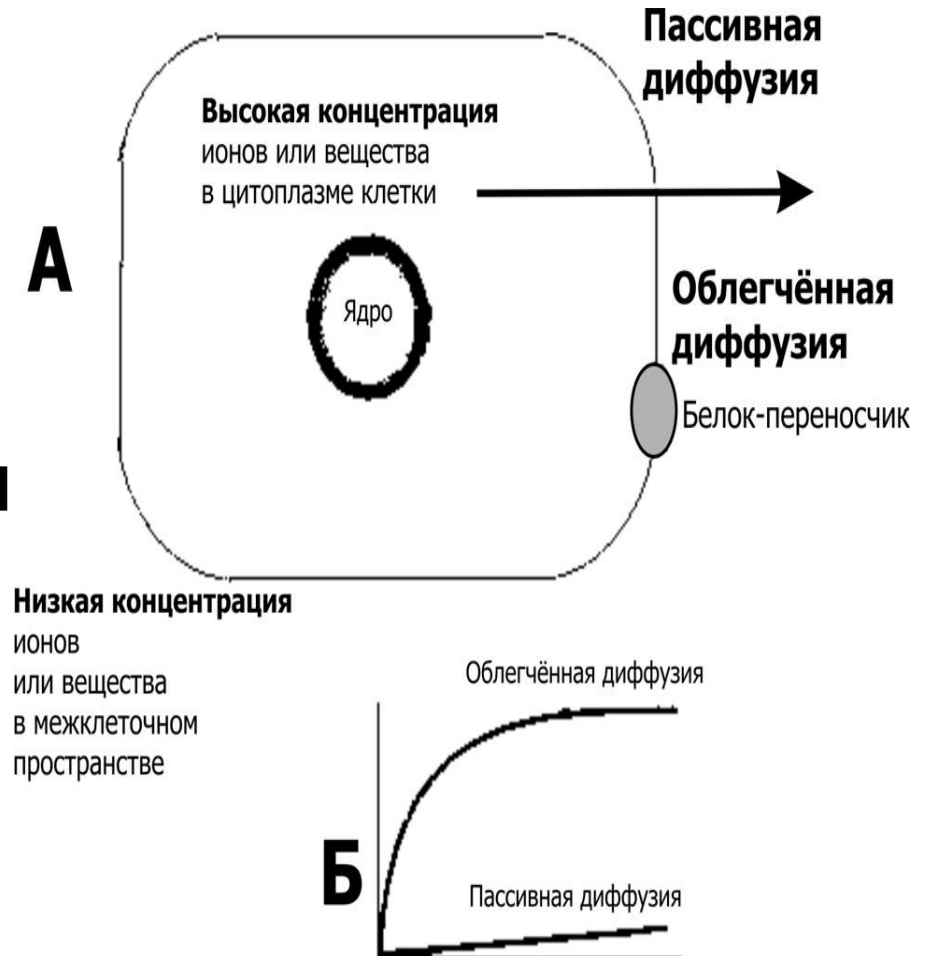 Пассивная
диффузия
Высокая концентрация
ионов или вещества
в цитоплазме клетки
А
Ядро
Облегчённая
диффузия
Белок-переносчик
Низкая концентрация
ионов
или вещества
в межклеточном
пространстве
Облегчённая диффузия
Б
Пассивная диффузия